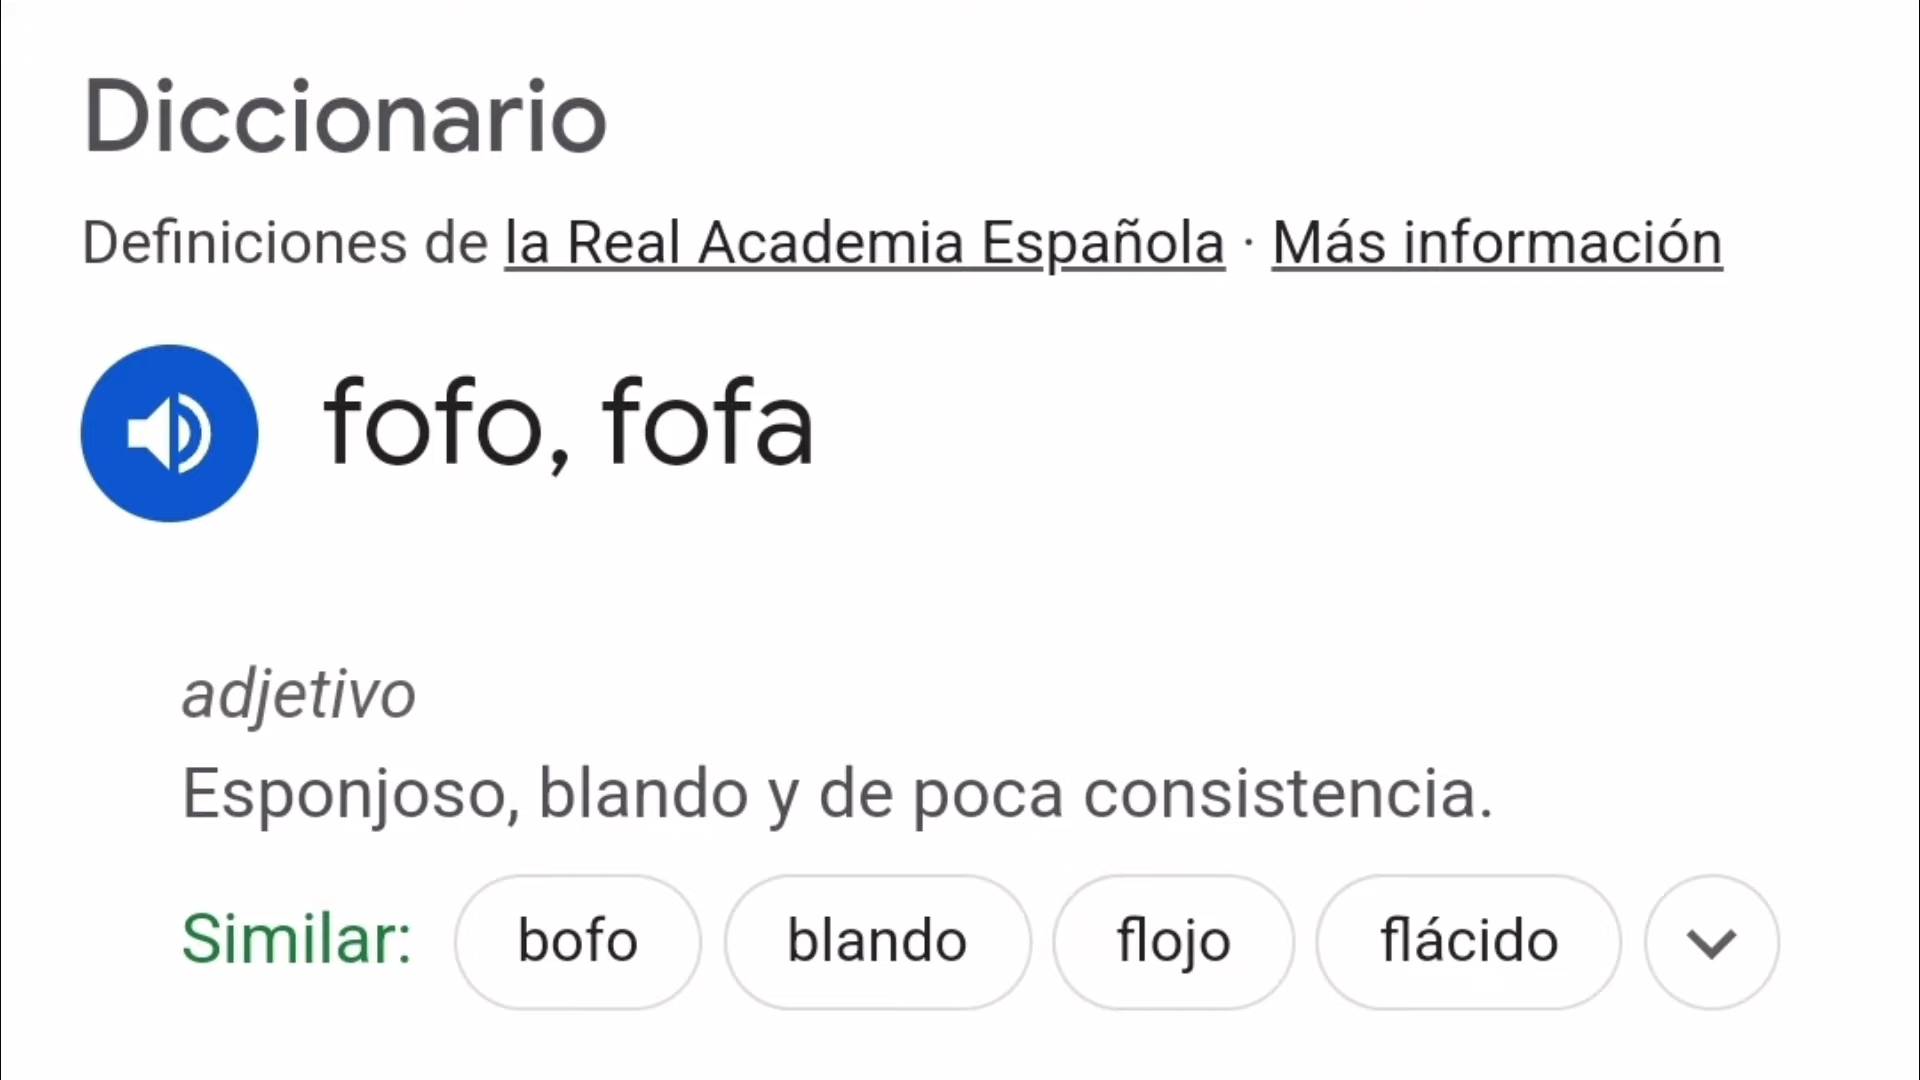 Diccionario
Definiciones de la Real Academia Española · Más información
fofo, fofa
adjetivo
Esponjoso, blando y de poca consistencia.
Similar: bofo blando flojo flácido